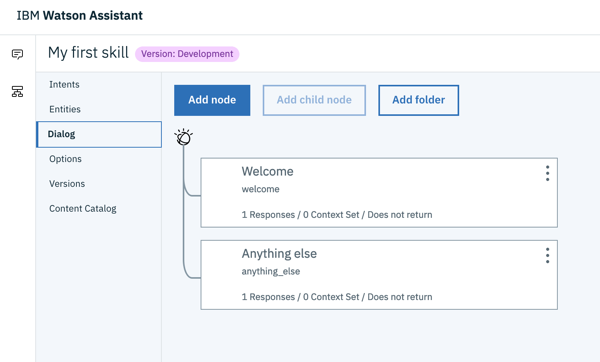 IBM Watson Assistant
My first skill Version: Development
Intents
Entities
Dialog
Options
Versions
Content Catalog
Add node Add child node Add folder
Welcome
welcome
1 Responses / 0 Context Set / Does not return
Anything else
anything_else
1 Responses / 0 Context Set / Does not return